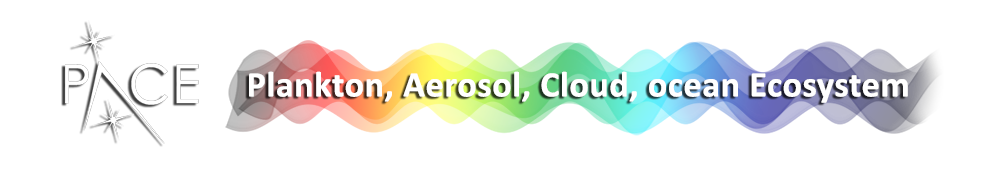 PACE Plankton, Aerosol, Cloud, ocean Ecosystem